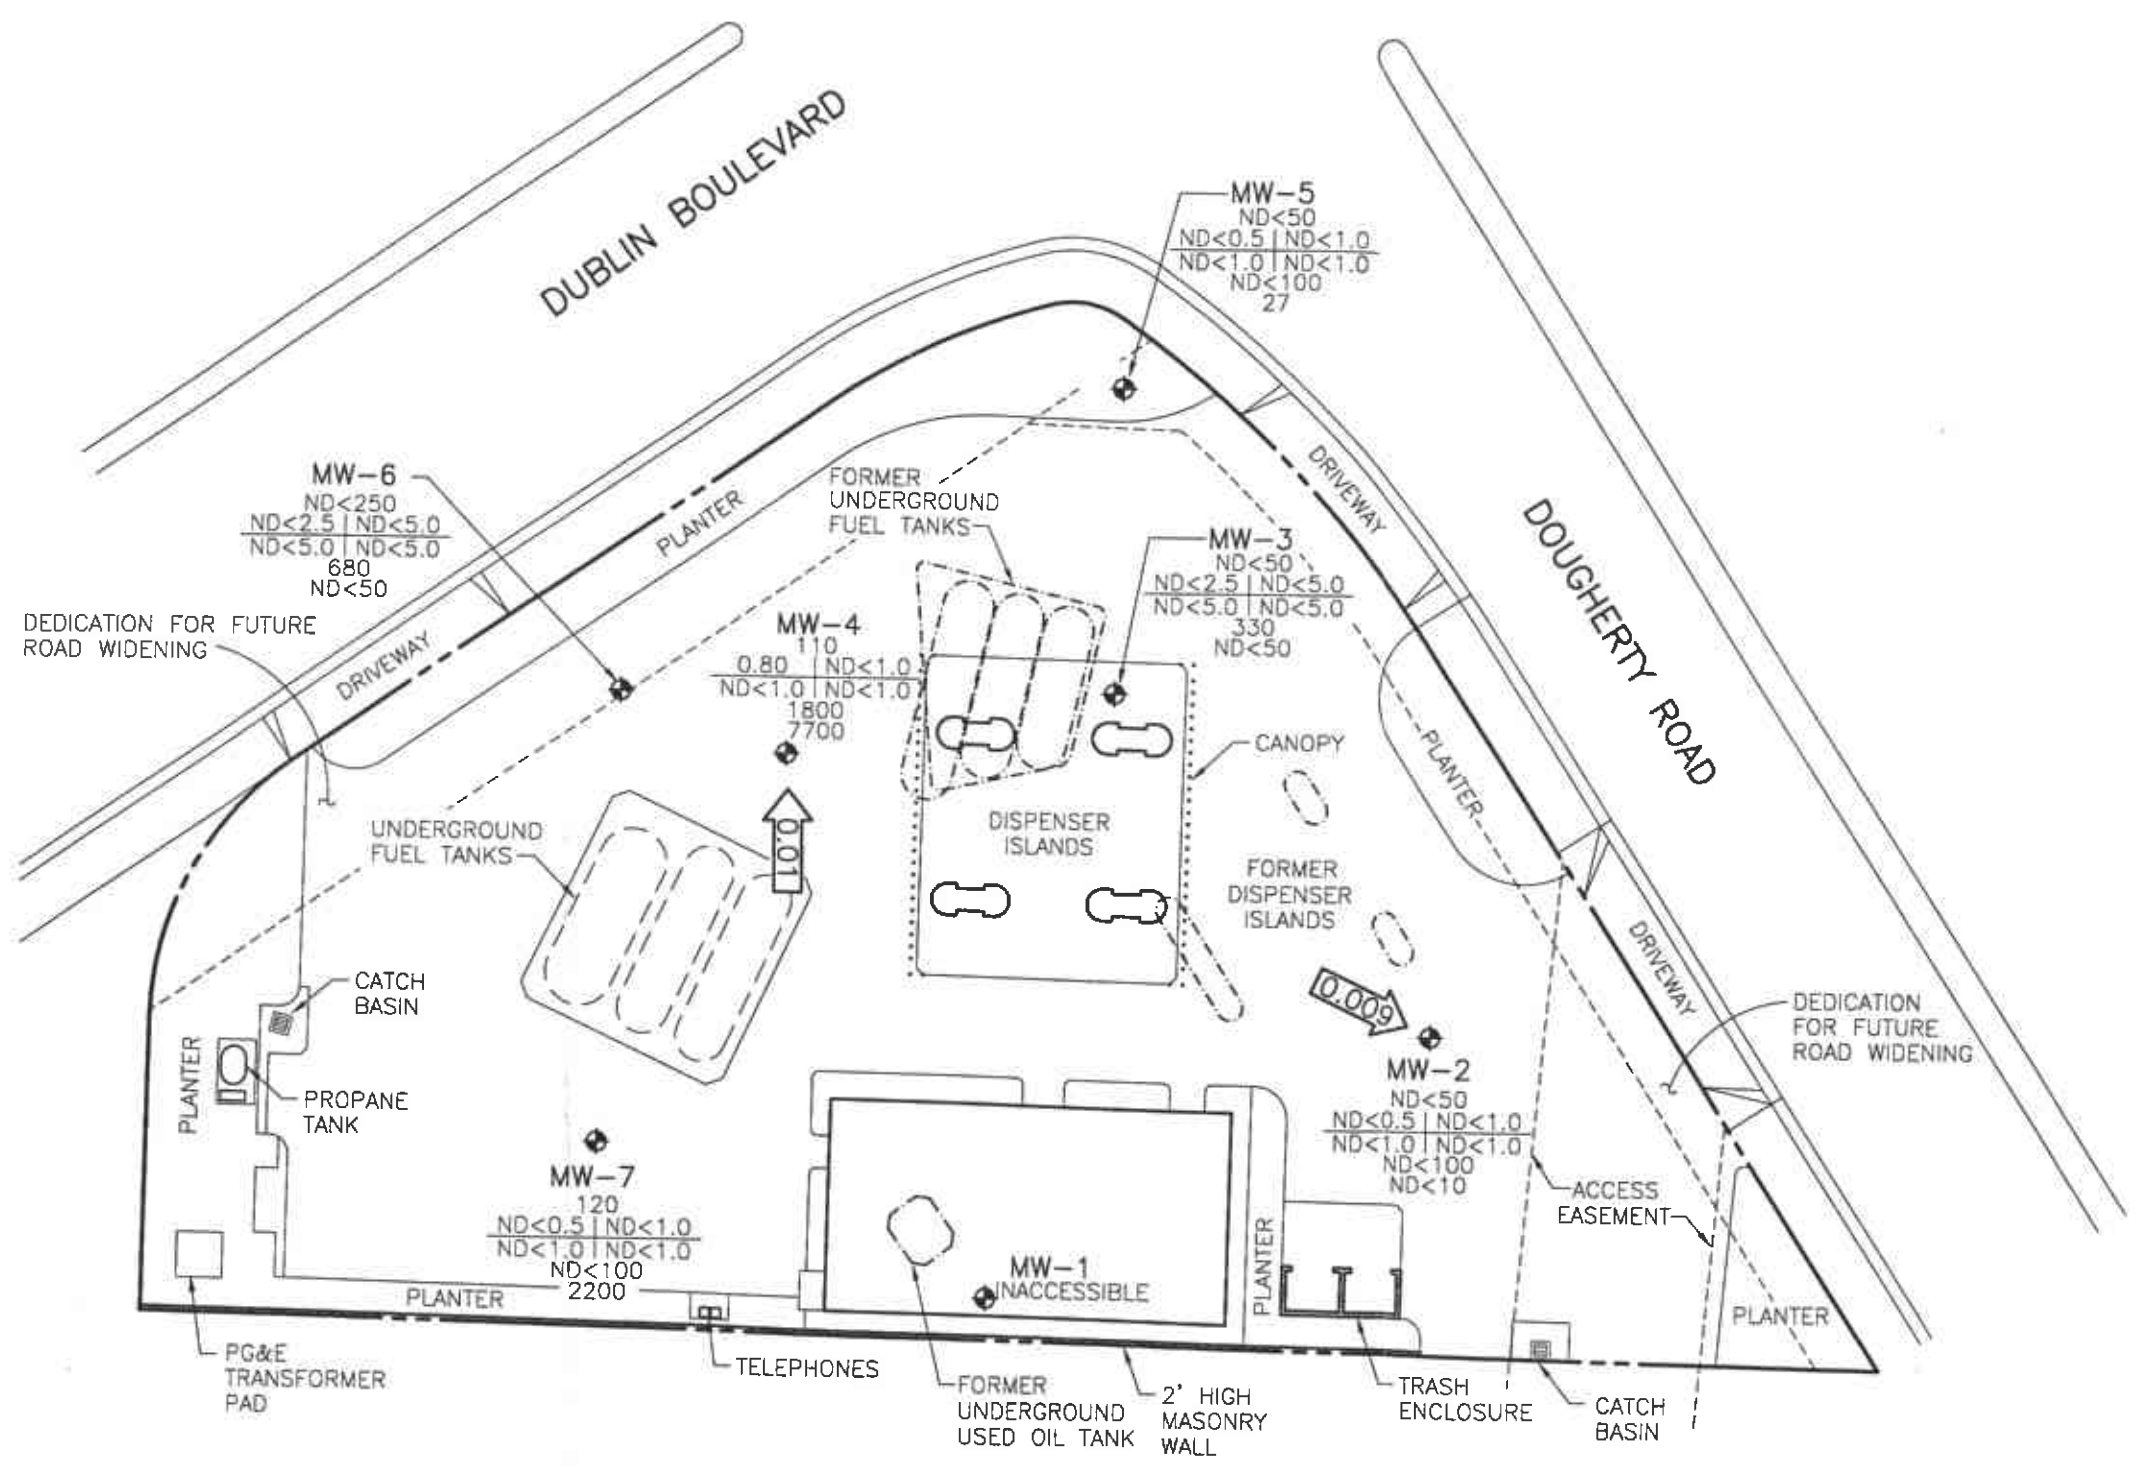 DUBLIN BOULEVARD
MW-5
ND<50
ND<0.5 | ND<1.0
ND<1.0 | ND<1.0
ND<100
27
MW-6
ND<250
ND<2.5 | ND<5.0
ND<5.0 | ND<5.0
680
ND<50
FORMER
UNDERGROUND
FUEL TANKS
PLANTER
DRIVEWAY
DOUGHERTY ROAD
MW-3
ND<50
ND<2.5 | ND<5.0
ND<5.0 | ND<5.0
330
ND<50
DEDICATION FOR FUTURE
ROAD WIDENING
DRIVEWAY
MW-4
110
0.80 | ND<1.0
ND<1.0 | ND<1.0
1800
7700
CANOPY
PLANTER
UNDERGROUND
FUEL TANKS
0.01
DISPENSER
ISLANDS
FORMER
DISPENSER
ISLANDS
DRIVEWAY
CATCH
BASIN
0.009
DEDICATION
FOR FUTURE
ROAD WIDENING
PLANTER
PROPANE
TANK
MW-2
ND<50
ND<0.5 | ND<1.0
ND<1.0 | ND<1.0
ND<100
ND<10
MW-7
120
ND<0.5 | ND<1.0
ND<1.0 | ND<1.0
ND<100
2200
ACCESS
EASEMENT
PLANTER
MW-1
INACCESSIBLE
PLANTER
PLANTER
PG&E
TRANSFORMER
PAD
TELEPHONES
FORMER
UNDERGROUND
USED OIL TANK
2' HIGH
MASONRY
WALL
TRASH
ENCLOSURE
CATCH
BASIN